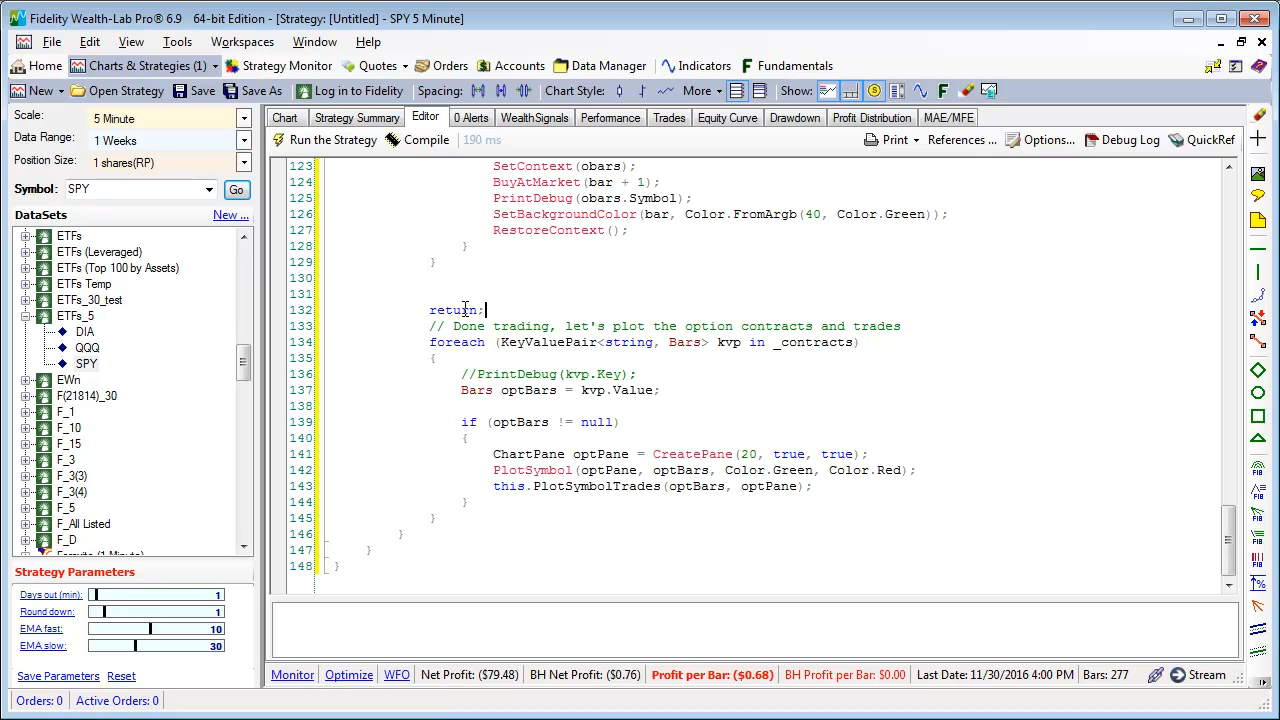 Fidelity Wealth-Lab Pro® 6.9   64-bit Edition - [Strategy: [Untitled] - SPY 5 Minute]
File Edit View Tools Workspaces Window Help
Home Charts & Strategies (1) Strategy Monitor Quotes Orders Accounts Data Manager Indicators F Fundamentals
New Open Strategy Save Save As Log in to Fidelity Spacing: Chart Style: More Show: F
Scale: 5 Minute
Data Range: 1 Weeks
Position Size: 1 shares(RP)
Symbol: SPY Go
DataSets New ...
ETFs
ETFs (Leveraged)
ETFs (Top 100 by Assets)
ETFs Temp
ETFs_30_test
ETFs_5
DIA
QQQ
SPY
EWn
F(21814)_30
F_1
F_10
F_15
F_3
F_3(3)
F_3(4)
F_5
F_All Listed
F_D
Strategy Parameters
Days out (min): 1
Round down: 1
EMA fast: 10
EMA slow: 30
Save Parameters Reset
Chart Strategy Summary Editor 0 Alerts WealthSignals Performance Trades Equity Curve Drawdown Profit Distribution MAE/MFE
Run the Strategy Compile 190 ms Print References ... Options... Debug Log QuickRef
123 SetContext(obars);
124 BuyAtMarket(bar + 1);
125 PrintDebug(obars.Symbol);
126 SetBackgroundColor(bar, Color.FromArgb(40, Color.Green));
127 RestoreContext();
128 }
129 }
130
131
132 return;
133 // Done trading, let's plot the option contracts and trades
134 foreach (KeyValuePair<string, Bars> kvp in _contracts)
135 {
136 //PrintDebug(kvp.Key);
137 Bars optBars = kvp.Value;
138
139 if (optBars != null)
140 {
141 ChartPane optPane = CreatePane(20, true, true);
142 PlotSymbol(optPane, optBars, Color.Green, Color.Red);
143 this.PlotSymbolTrades(optBars, optPane);
144 }
145 }
146 }
147 }
148 }
FIB
FIB
FIB
FIB
Monitor Optimize WFO Net Profit: ($79.48) BH Net Profit: ($0.76) Profit per Bar: ($0.68) BH Profit per Bar: $0.00 Last Date: 11/30/2016 4:00 PM Bars: 277 Stream
Orders: 0 Active Orders: 0